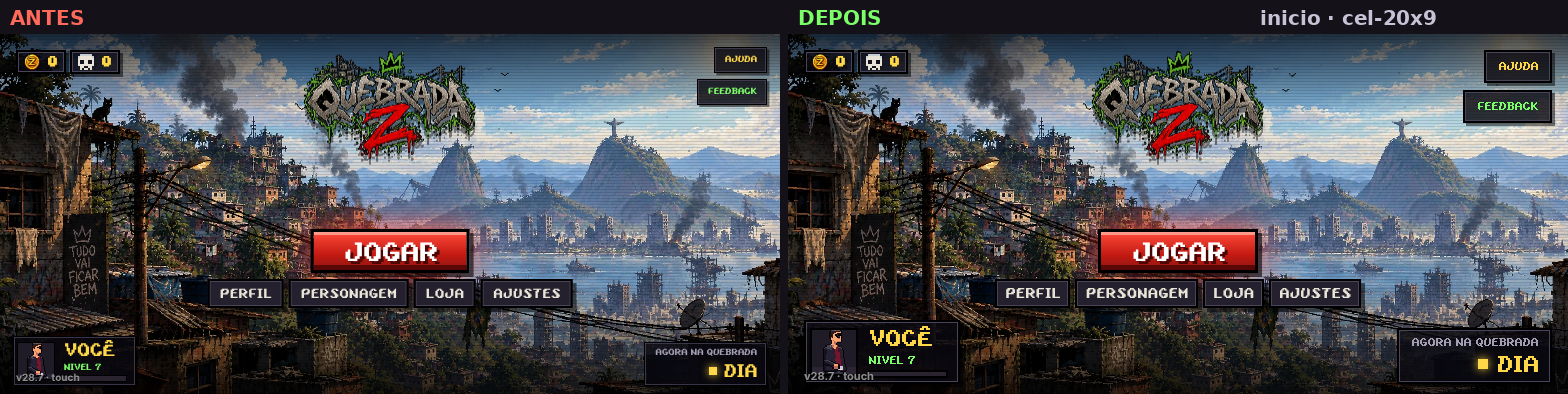 ANTES
0 0
AJUDA
FEEDBACK
QUEBRADA
Z
TUDO
VAI
FICAR
BEM
JOGAR
PERFIL PERSONAGEM LOJA AJUSTES
VOCÊ
NIVEL 7
v28.7 · touch
AGORA NA QUEBRADA
DIA
DEPOIS inicio · cel-20x9
0 0
AJUDA
FEEDBACK
QUEBRADA
Z
TUDO
VAI
FICAR
BEM
JOGAR
PERFIL PERSONAGEM LOJA AJUSTES
VOCÊ
NIVEL 7
v28.7 · touch
AGORA NA QUEBRADA
DIA